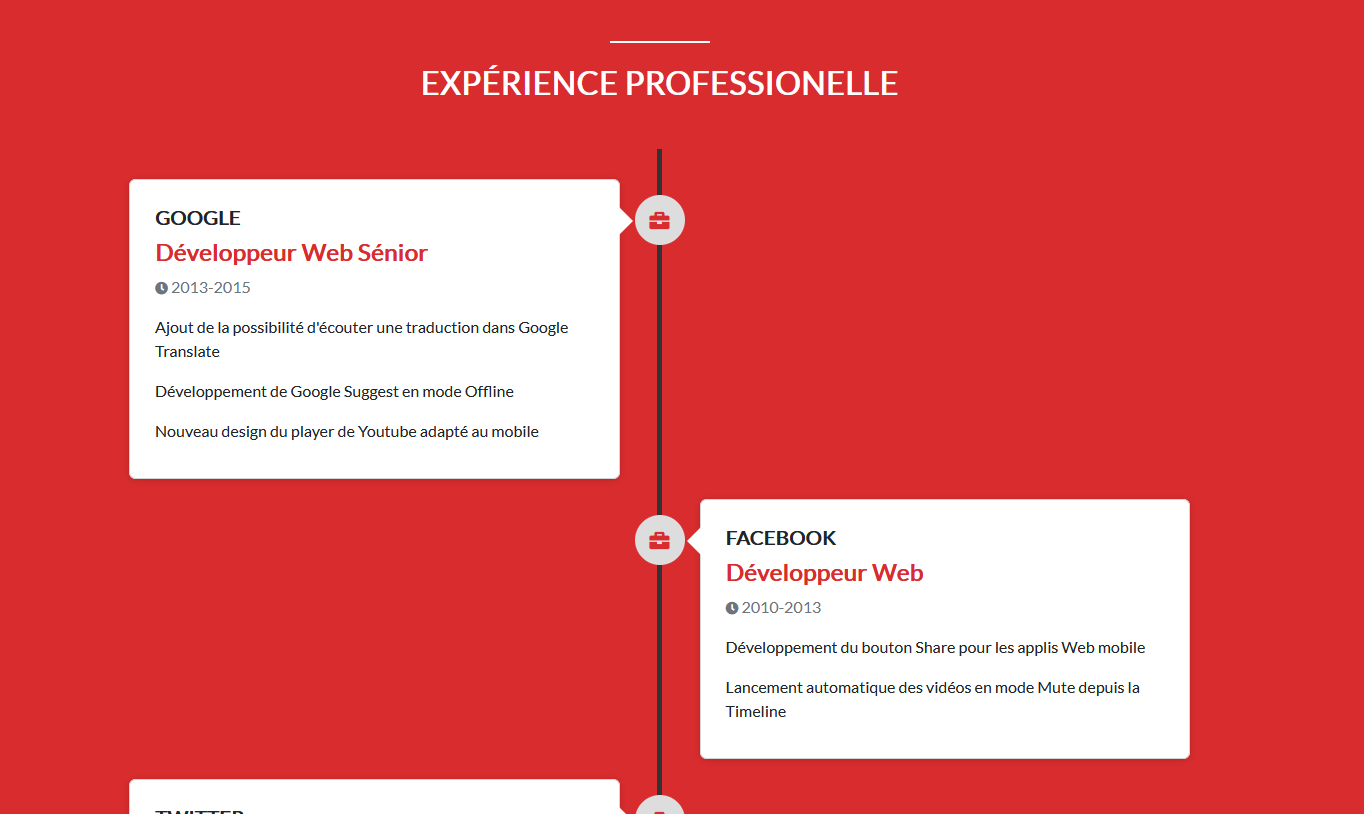 EXPÉRIENCE PROFESSIONELLE
GOOGLE
Développeur Web Sénior
2013-2015
Ajout de la possibilité d'écouter une traduction dans Google
Translate
Développement de Google Suggest en mode Offline
Nouveau design du player de Youtube adapté au mobile
FACEBOOK
Développeur Web
2010-2013
Développement du bouton Share pour les applis Web mobile
Lancement automatique des vidéos en mode Mute depuis la
Timeline
TWITTER